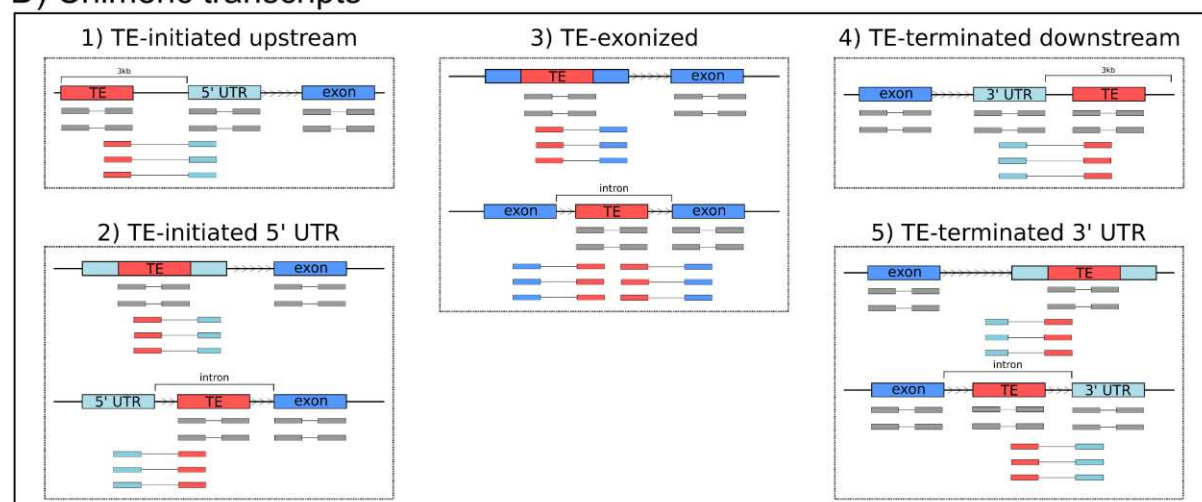 D) Chimeric transcripts
1) TE-initiated upstream
3kb
TE
5' UTR
exon
2) TE-initiated 5' UTR
TE
exon
intron
5' UTR
TE
exon
3) TE-exonized
TE
exon
intron
exon
TE
exon
4) TE-terminated downstream
3kb
exon
3' UTR
TE
5) TE-terminated 3' UTR
exon
TE
intron
exon
TE
3' UTR